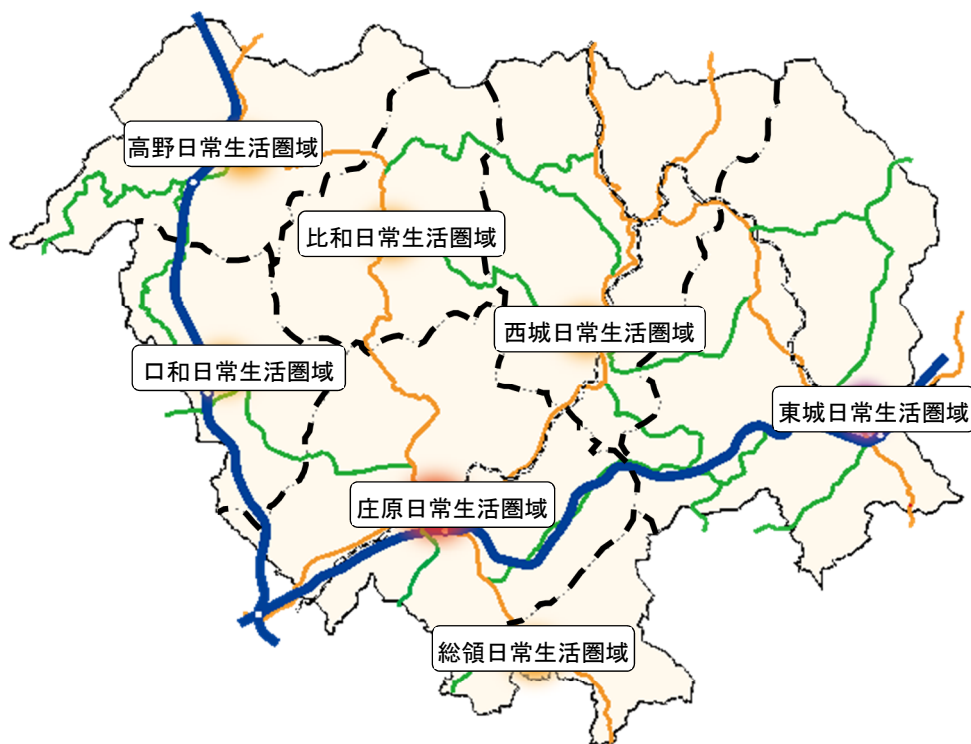 高野日常生活圏域
比和日常生活圏域
西城日常生活圏域
口和日常生活圏域
東城日常生活圏域
庄原日常生活圏域
総領日常生活圏域